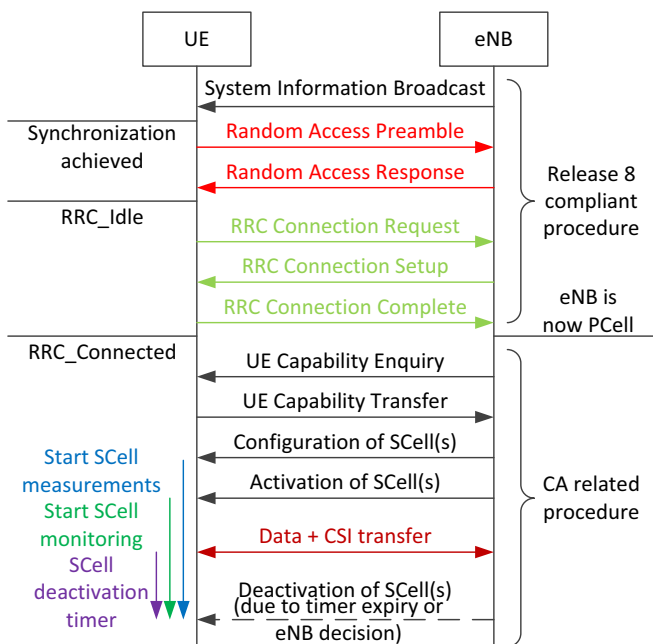 UE
eNB
System Information Broadcast
Synchronization
achieved
Random Access Preamble
Random Access Response
Release 8
compliant
procedure
RRC_Idle
RRC Connection Request
RRC Connection Setup
RRC Connection Complete
eNB is
now PCell
RRC_Connected
UE Capability Enquiry
UE Capability Transfer
Configuration of SCell(s)
Start SCell
measurements
Activation of SCell(s)
CA related
procedure
Start SCell
monitoring
Data + CSI transfer
SCell
deactivation
timer
Deactivation of SCell(s)
(due to timer expiry or
eNB decision)